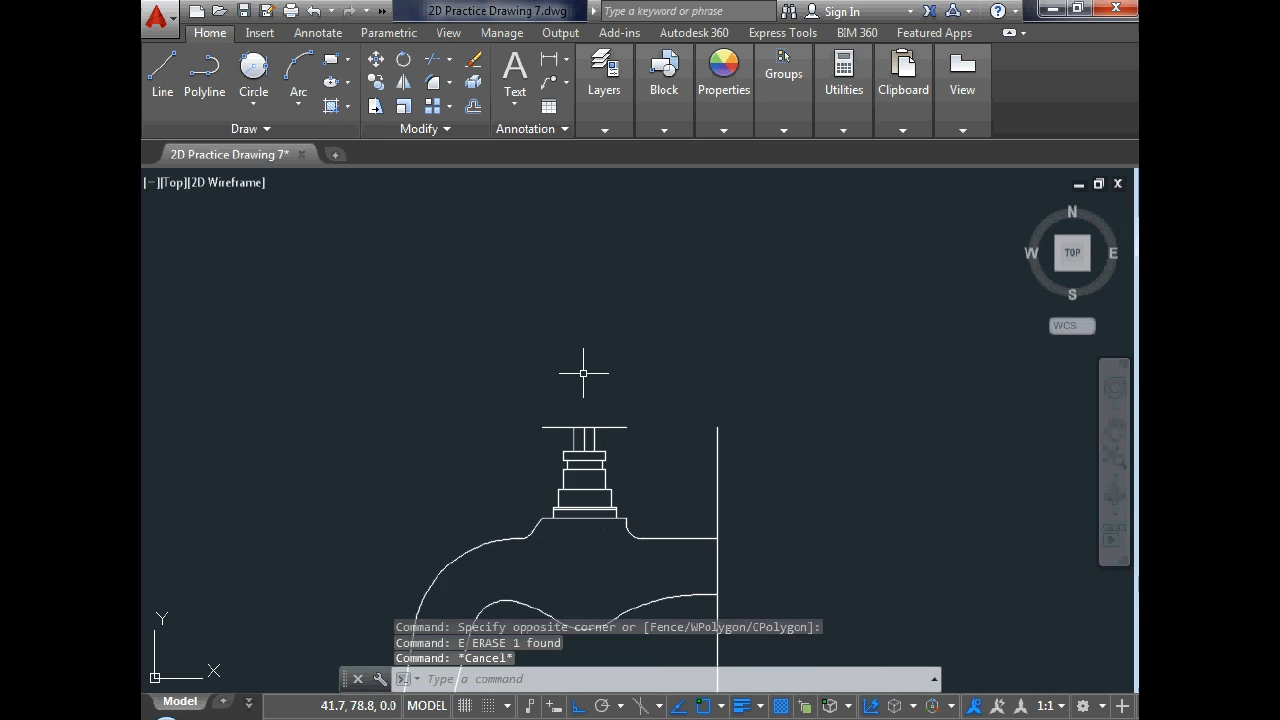 2D Practice Drawing 7.dwg
Type a keyword or phrase
Sign In
Home Insert Annotate Parametric View Manage Output Add-ins Autodesk 360 Express Tools BIM 360 Featured Apps
Line Polyline Circle Arc Text Layers Block Properties Groups Utilities Clipboard View
Draw Modify Annotation
2D Practice Drawing 7*
[−][Top][2D Wireframe]
N
W TOP E
S
WCS
Y
X
Command: Specify opposite corner or [Fence/WPolygon/CPolygon]:
Command: E ERASE 1 found
Command: *Cancel*
Type a command
Model 41.7, 78.8, 0.0 MODEL 1:1